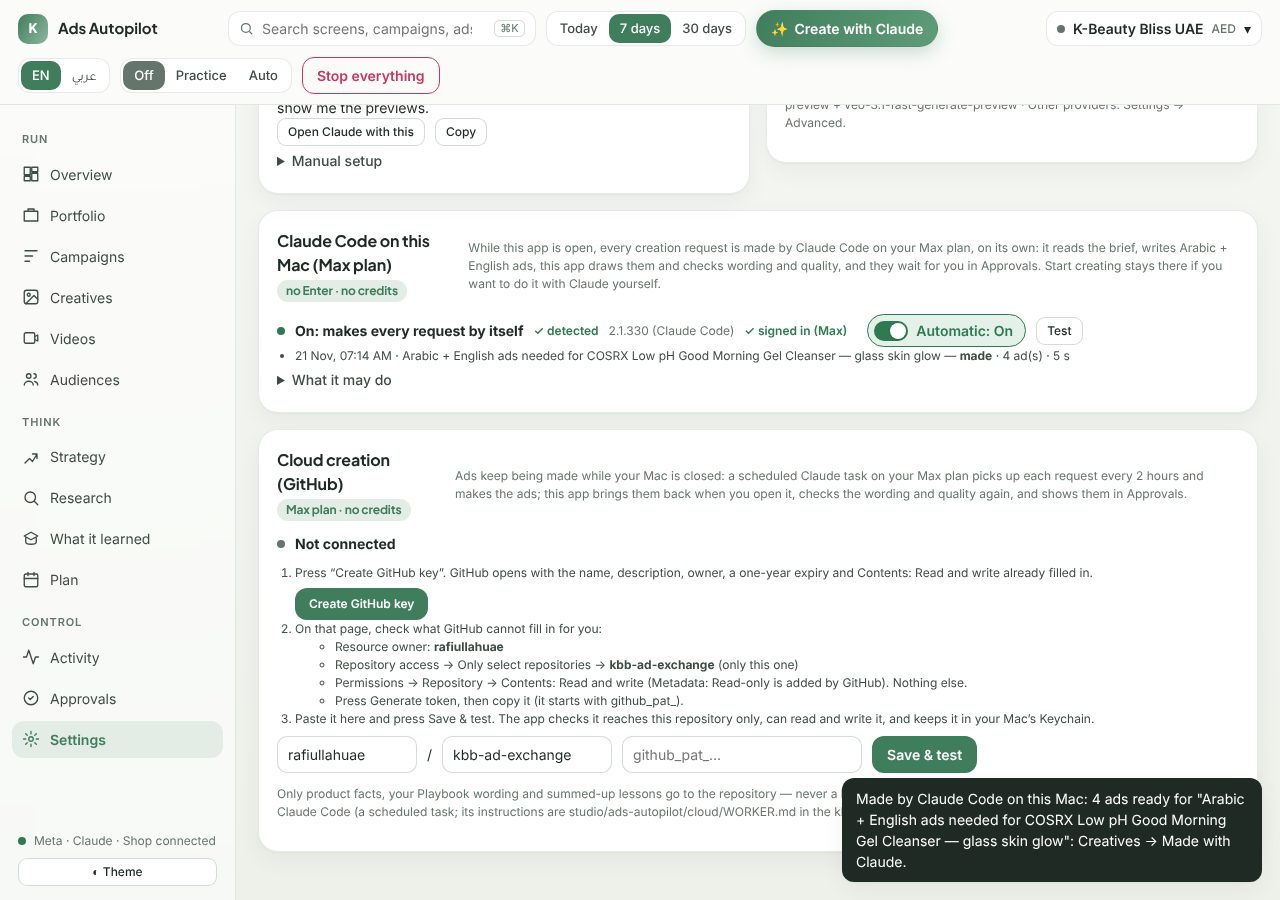 K Ads Autopilot
Search screens, campaigns, ads ⌘K
Today 7 days 30 days
✨ Create with Claude
K-Beauty Bliss UAE AED ▾
EN عربي
Off Practice Auto
Stop everything
RUN
Overview
Portfolio
Campaigns
Creatives
Videos
Audiences
THINK
Strategy
Research
What it learned
Plan
CONTROL
Activity
Approvals
Settings
Meta · Claude · Shop connected
Theme
show me the previews.
Open Claude with this Copy
▶ Manual setup
preview + veo-3.1-fast-generate-preview · Other providers: Settings →
Advanced.
Claude Code on this
Mac (Max plan)
no Enter · no credits
While this app is open, every creation request is made by Claude Code on your Max plan, on its own: it reads the brief, writes Arabic +
English ads, this app draws them and checks wording and quality, and they wait for you in Approvals. Start creating stays there if you
want to do it with Claude yourself.
On: makes every request by itself ✓ detected 2.1.330 (Claude Code) ✓ signed in (Max) Automatic: On Test
• 21 Nov, 07:14 AM · Arabic + English ads needed for COSRX Low pH Good Morning Gel Cleanser — glass skin glow — made · 4 ad(s) · 5 s
▶ What it may do
Cloud creation
(GitHub)
Max plan · no credits
Ads keep being made while your Mac is closed: a scheduled Claude task on your Max plan picks up each request every 2 hours and
makes the ads; this app brings them back when you open it, checks the wording and quality again, and shows them in Approvals.
Not connected
1. Press “Create GitHub key”. GitHub opens with the name, description, owner, a one-year expiry and Contents: Read and write already filled in.
Create GitHub key
2. On that page, check what GitHub cannot fill in for you:
Resource owner: rafiullahuae
Repository access → Only select repositories → kbb-ad-exchange (only this one)
Permissions → Repository → Contents: Read and write (Metadata: Read-only is added by GitHub). Nothing else.
Press Generate token, then copy it (it starts with github_pat_).
3. Paste it here and press Save & test. The app checks it reaches this repository only, can read and write it, and keeps it in your Mac’s Keychain.
rafiullahuae / kbb-ad-exchange github_pat_... Save & test
Only product facts, your Playbook wording and summed-up lessons go to the repository — never a
Claude Code (a scheduled task; its instructions are studio/ads-autopilot/cloud/WORKER.md in the
Made by Claude Code on this Mac: 4 ads ready for "Arabic
+ English ads needed for COSRX Low pH Good Morning
Gel Cleanser — glass skin glow": Creatives → Made with
Claude.